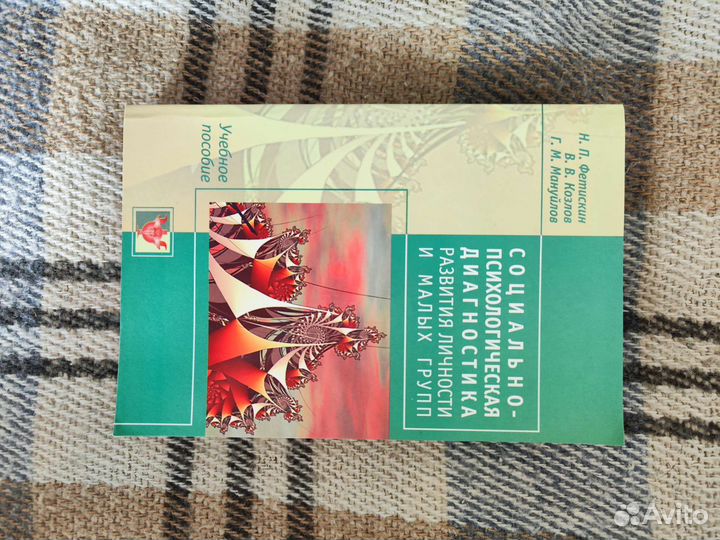 Н. П. Фетискин
В. В. Козлов
Г. М. Мануйлов
СОЦИАЛЬНО-
ПСИХОЛОГИЧЕСКАЯ
ДИАГНОСТИКА
РАЗВИТИЯ ЛИЧНОСТИ
И МАЛЫХ ГРУПП
Учебное
пособие
Avito